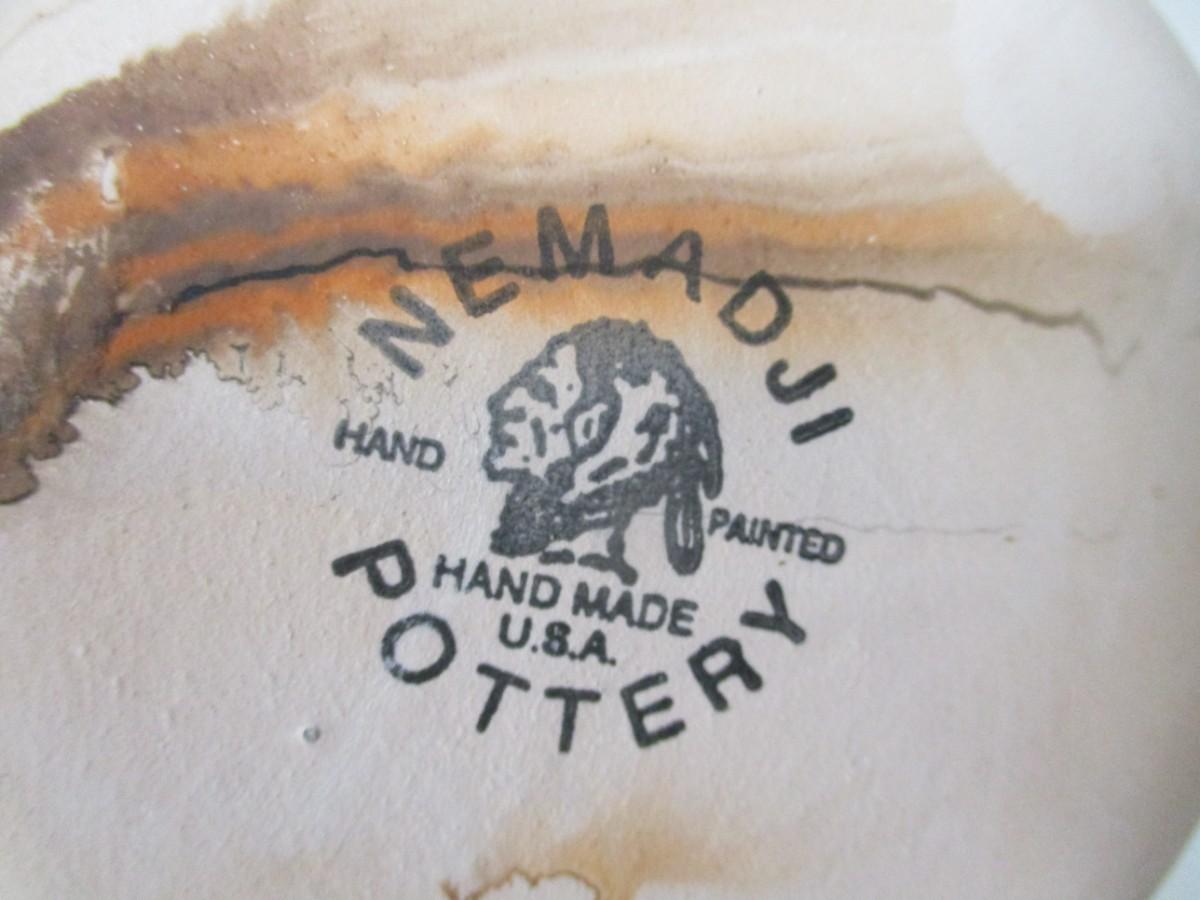 NEMADJI
HAND
PAINTED
HAND MADE
U.S.A.
POTTERY